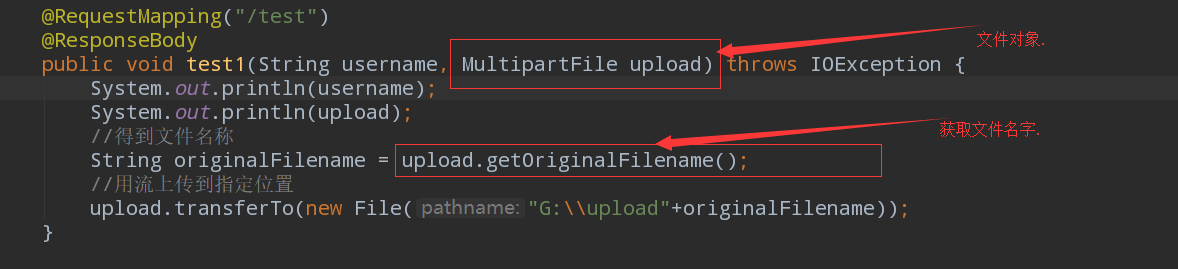 @RequestMapping("/test")
@ResponseBody
文件对象.
public void test1(String username, MultipartFile upload) throws IOException {
System.out.println(username);
System.out.println(upload);
//得到文件名称
获取文件名字.
String originalFilename = upload.getOriginalFilename();
//用流上传到指定位置
upload.transferTo(new File( pathname: "G:\\upload"+originalFilename));
}